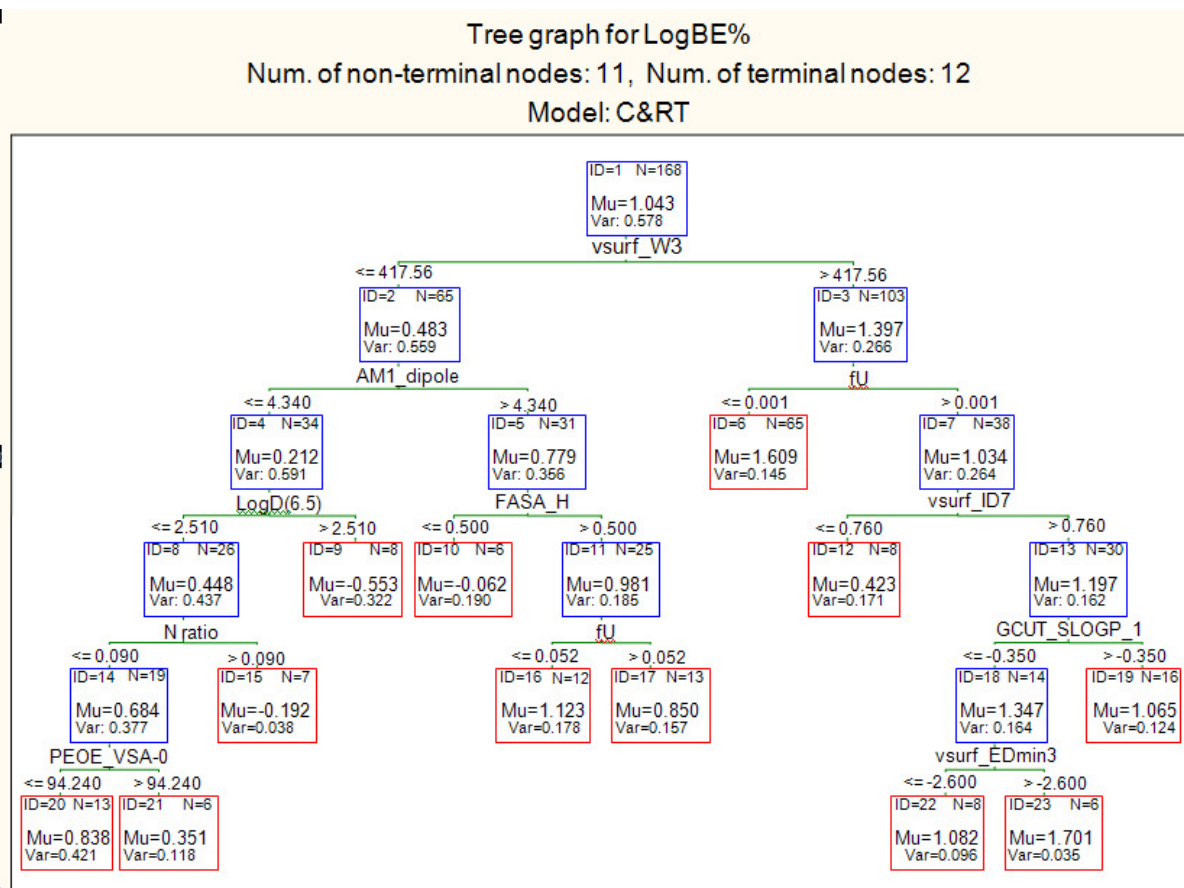 Tree graph for LogBE%
Num. of non-terminal nodes: 11, Num. of terminal nodes: 12
Model: C&RT
ID=1 N=168
Mu=1.043
Var: 0.578
vsurf_W3
<= 417.56
> 417.56
ID=2 N=65
Mu=0.483
Var: 0.559
AM1_dipole
ID=3 N=103
Mu=1.397
Var: 0.266
fU
<= 4.340
> 4.340
<= 0.001
> 0.001
ID=4 N=34
Mu=0.212
Var: 0.591
LogD(6.5)
ID=5 N=31
Mu=0.779
Var: 0.356
FASA_H
ID=6 N=65
Mu=1.609
Var=0.145
ID=7 N=38
Mu=1.034
Var: 0.264
vsurf_ID7
<= 2.510
> 2.510
<= 0.500
> 0.500
<= 0.760
> 0.760
ID=8 N=26
Mu=0.448
Var: 0.437
N ratio
ID=9 N=8
Mu=-0.553
Var=0.322
ID=10 N=6
Mu=-0.062
Var=0.190
ID=11 N=25
Mu=0.981
Var: 0.185
fU
ID=12 N=8
Mu=0.423
Var=0.171
ID=13 N=30
Mu=1.197
Var: 0.162
GCUT_SLOGP_1
<= 0.090
> 0.090
<= 0.052
> 0.052
<= -0.350
> -0.350
ID=14 N=19
Mu=0.684
Var: 0.377
PEOE_VSA-0
ID=15 N=7
Mu=-0.192
Var=0.038
ID=16 N=12
Mu=1.123
Var=0.178
ID=17 N=13
Mu=0.850
Var=0.157
ID=18 N=14
Mu=1.347
Var: 0.164
vsurf_EDmin3
ID=19 N=16
Mu=1.065
Var=0.124
<= 94.240
> 94.240
<= -2.600
> -2.600
ID=20 N=13
Mu=0.838
Var=0.421
ID=21 N=6
Mu=0.351
Var=0.118
ID=22 N=8
Mu=1.082
Var=0.096
ID=23 N=6
Mu=1.701
Var=0.035